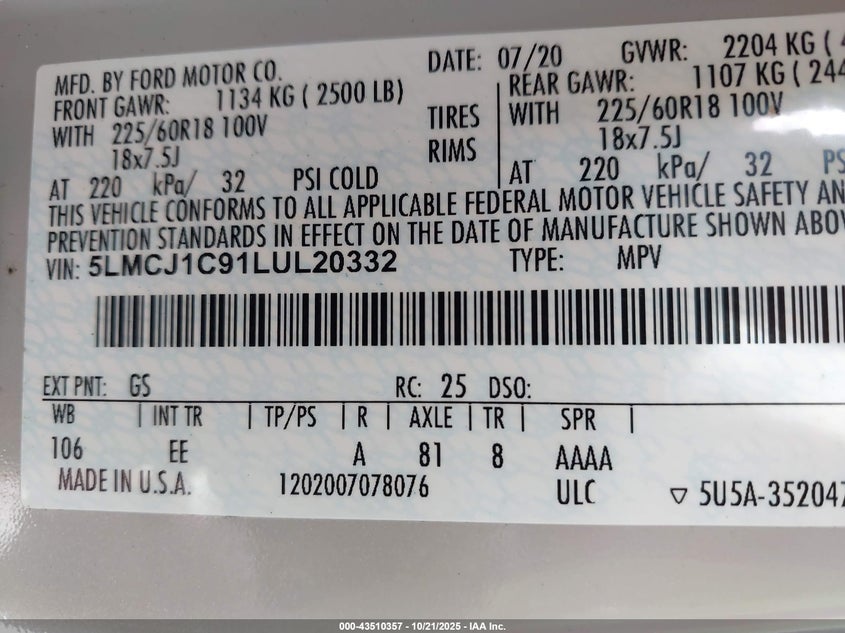 MFD. BY FORD MOTOR CO. DATE: 07/20 GVWR: 2204 KG ( 4
FRONT GAWR: 1134 KG ( 2500 LB) REAR GAWR: 1107 KG ( 244
WITH 225/60R18 100V TIRES WITH 225/60R18 100V
18x7.5J RIMS 18x7.5J
AT 220 kPa/ 32 PSI COLD AT 220 kPa/ 32 PS
THIS VEHICLE CONFORMS TO ALL APPLICABLE FEDERAL MOTOR VEHICLE SAFETY AN
PREVENTION STANDARDS IN EFFECT ON THE DATE OF MANUFACTURE SHOWN ABOV
VIN: 5LMCJ1C91LUL20332 TYPE: MPV
EXT PNT: GS RC: 25 DSO:
WB | INT TR | TP/PS | R | AXLE | TR | SPR |
106 EE A 81 8 AAAA
MADE IN U.S.A. 1202007078076 ULC ▽ 5U5A-352047
000-43510357 - 10/21/2025 - IAA Inc.